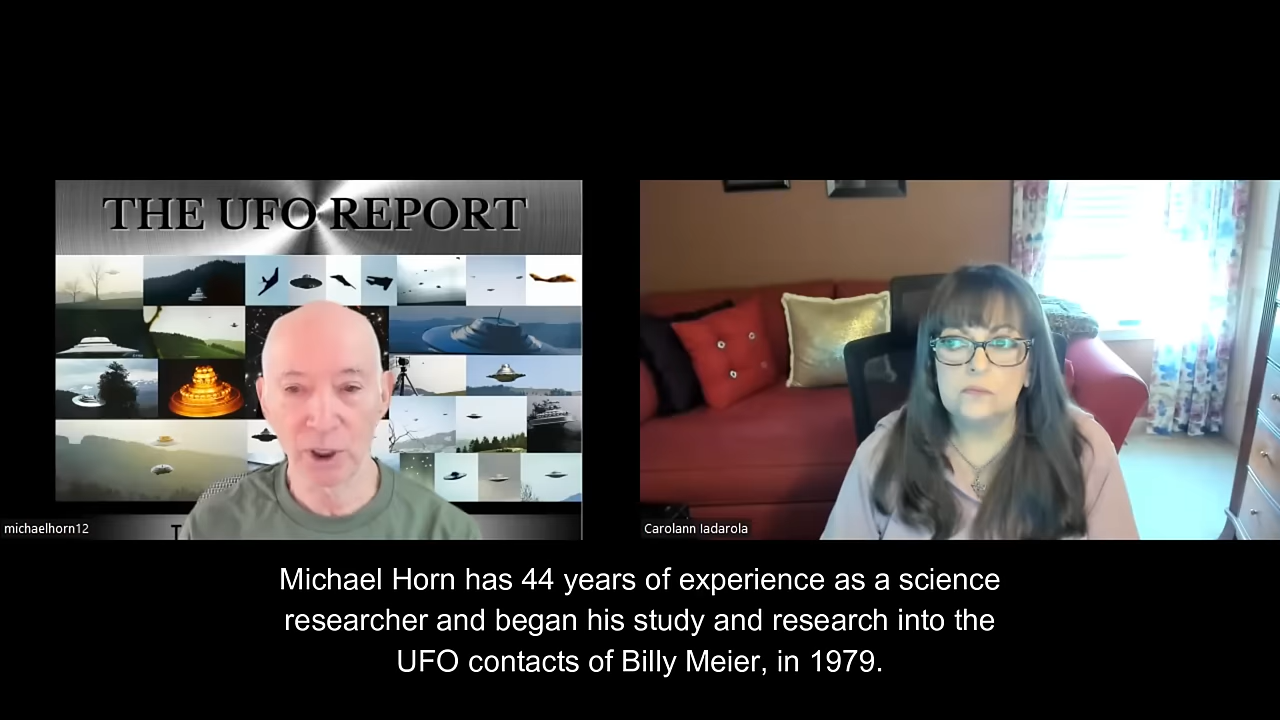 THE UFO REPORT
T
michaelhorn12
Carolann Iadarola
Michael Horn has 44 years of experience as a science
researcher and began his study and research into the
UFO contacts of Billy Meier, in 1979.